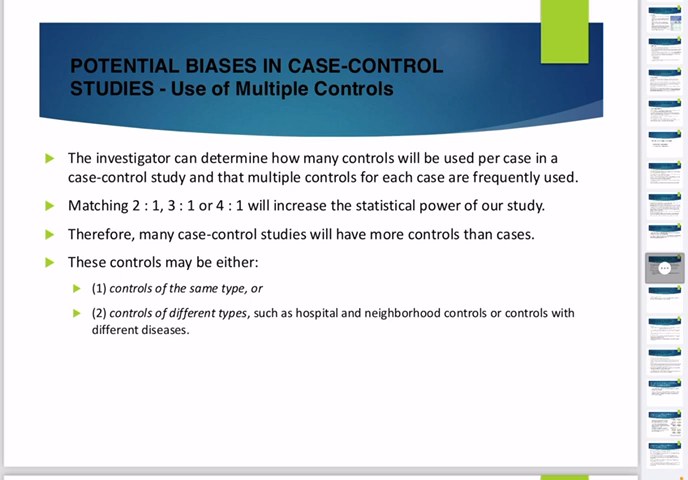 POTENTIAL BIASES IN CASE-CONTROL
STUDIES - Use of Multiple Controls
The investigator can determine how many controls will be used per case in a
case-control study and that multiple controls for each case are frequently used.
Matching 2 : 1, 3 : 1 or 4 : 1 will increase the statistical power of our study.
Therefore, many case-control studies will have more controls than cases.
These controls may be either:
(1) controls of the same type, or
(2) controls of different types, such as hospital and neighborhood controls or controls with
different diseases.